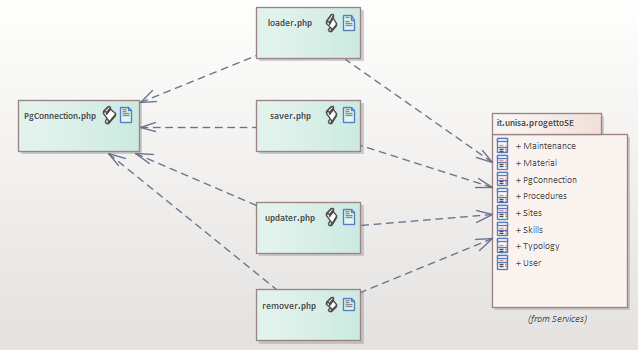 loader.php
PgConnection.php
saver.php
updater.php
remover.php
it.unisa.progettoSE
+ Maintenance
+ Material
+ PgConnection
+ Procedures
+ Sites
+ Skills
+ Typology
+ User
(from Services)